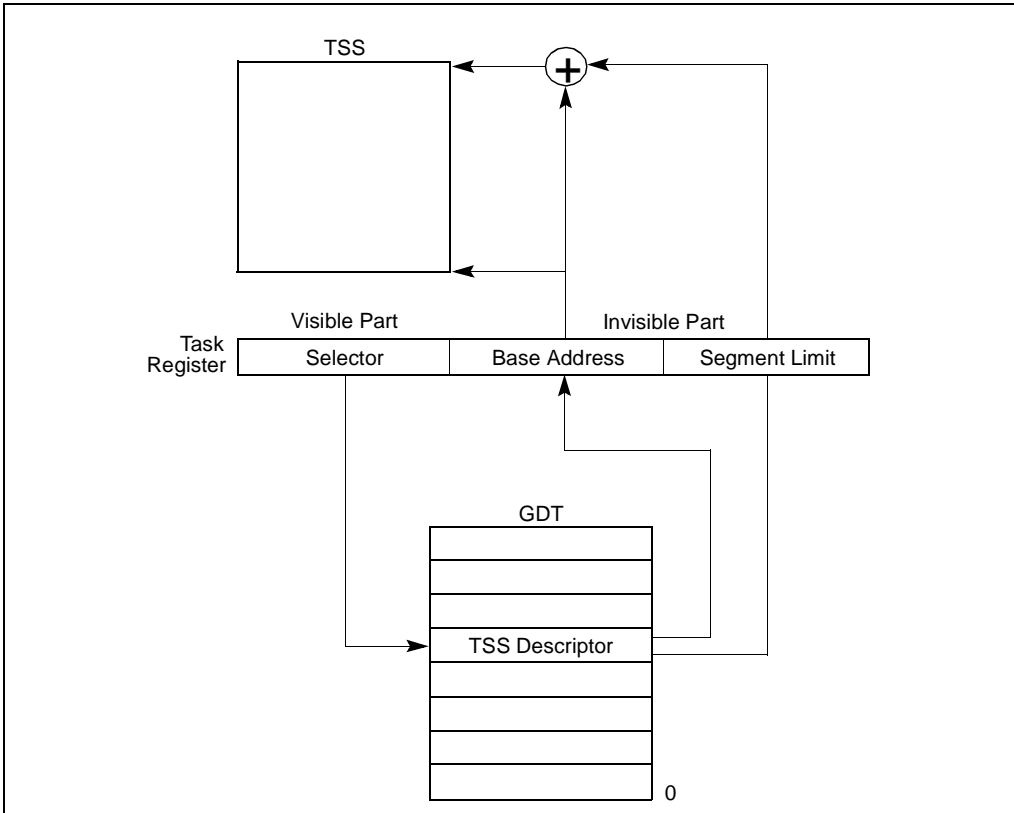 TSS
+
Visible Part
Invisible Part
Task
Register
Selector
Base Address
Segment Limit
GDT
TSS Descriptor
0